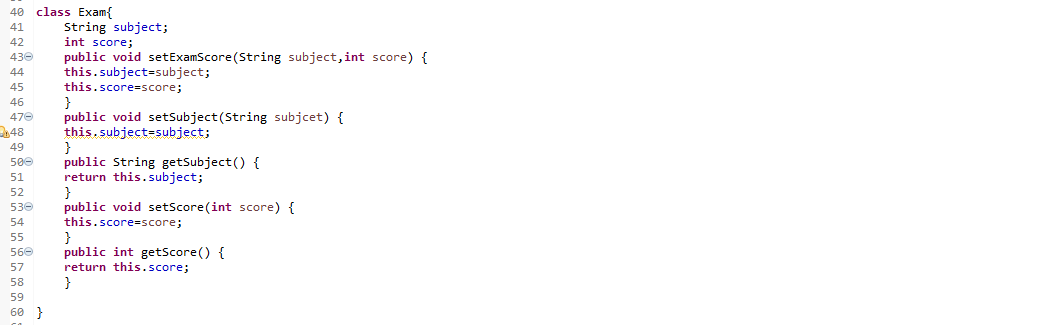 40 class Exam{
41 String subject;
42 int score;
43 public void setExamScore(String subject,int score) {
44 this.subject=subject;
45 this.score=score;
46 }
47 public void setSubject(String subjcet) {
48 this.subject=subject;
49 }
50 public String getSubject() {
51 return this.subject;
52 }
53 public void setScore(int score) {
54 this.score=score;
55 }
56 public int getScore() {
57 return this.score;
58 }
59
60 }